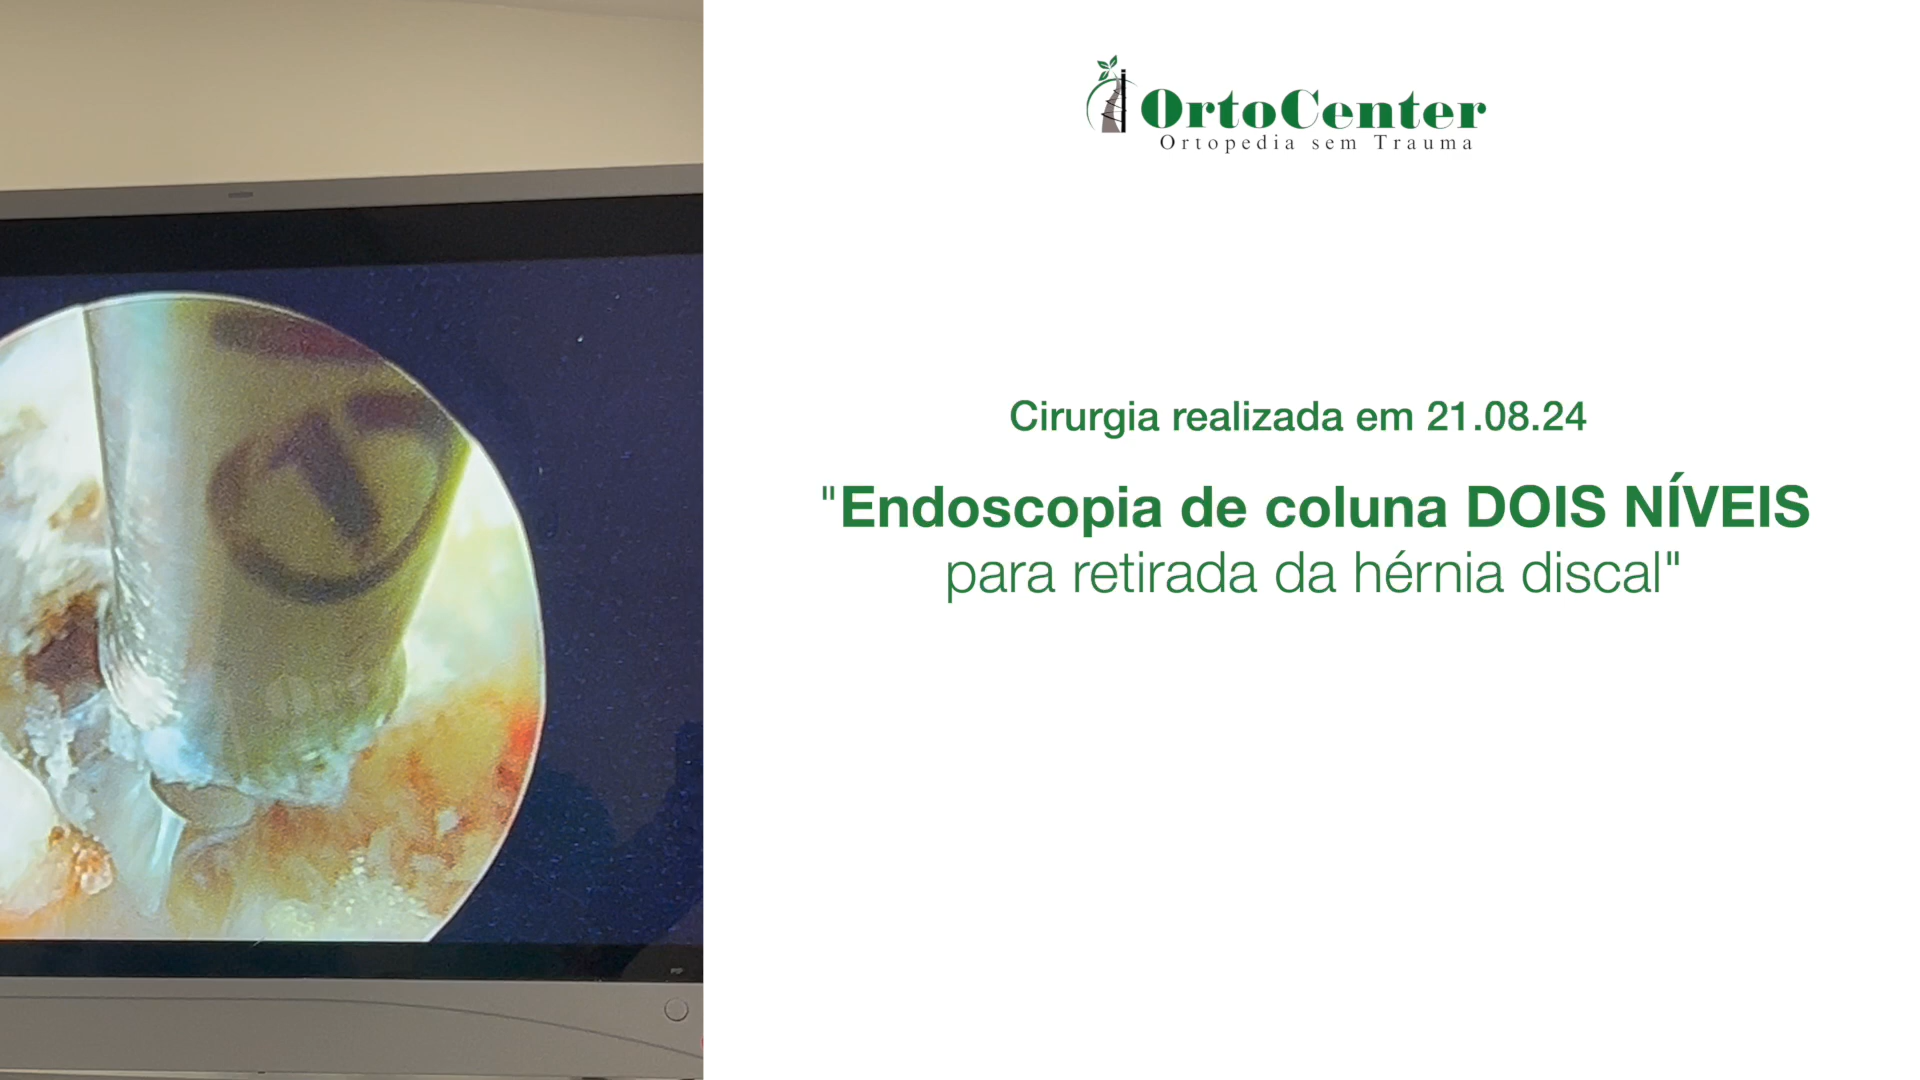 OrtoCenter
Ortopedia sem Trauma
Cirurgia realizada em 21.08.24
"Endoscopia de coluna DOIS NÍVEIS
para retirada da hérnia discal"